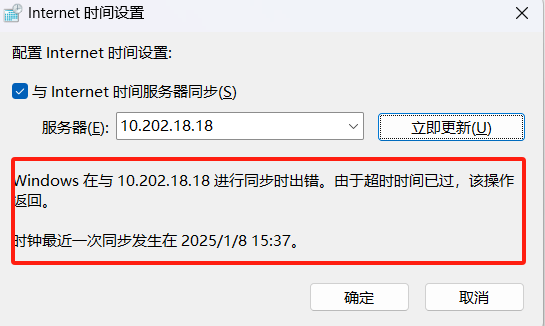 Internet 时间设置
配置 Internet 时间设置:
与 Internet 时间服务器同步(S)
服务器(E): 10.202.18.18 立即更新(U)
Windows 在与 10.202.18.18 进行同步时出错。由于超时时间已过，该操作
返回。
时钟最近一次同步发生在 2025/1/8 15:37。
确定 取消